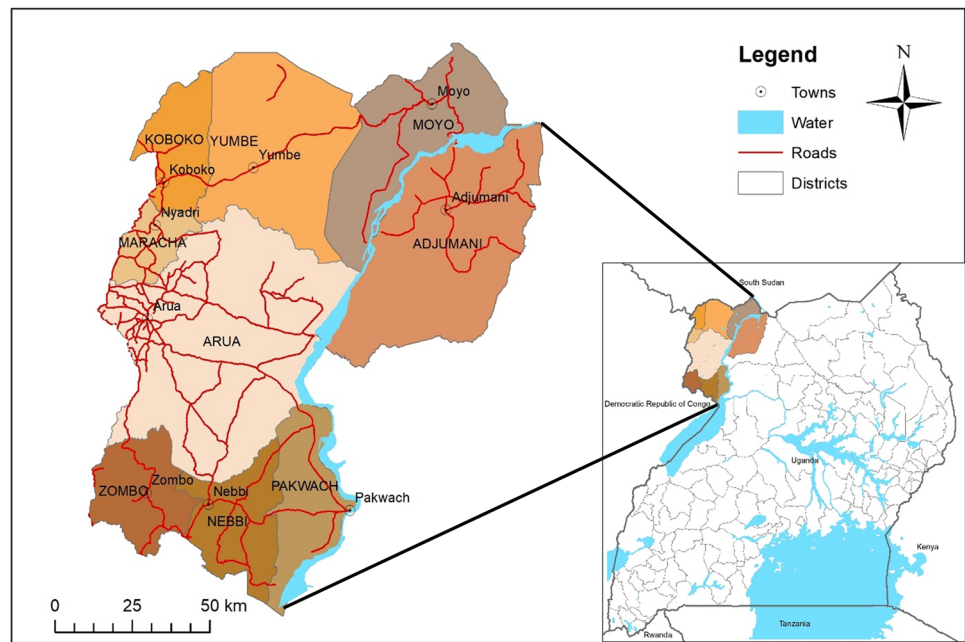 Legend
N
Towns
Water
Roads
Districts
Moyo
MOYO
KOBOKO
YUMBE
Yumbe
Koboko
Nyadri
MARACHA
Adjumani
ADJUMANI
Arua
ARUA
Zombo
ZOMBO
Nebbi
NEBBI
PAKWACH
Pakwach
0 25 50 km
South Sudan
Democratic Republic of Congo
Uganda
Kenya
Tanzania
Rwanda